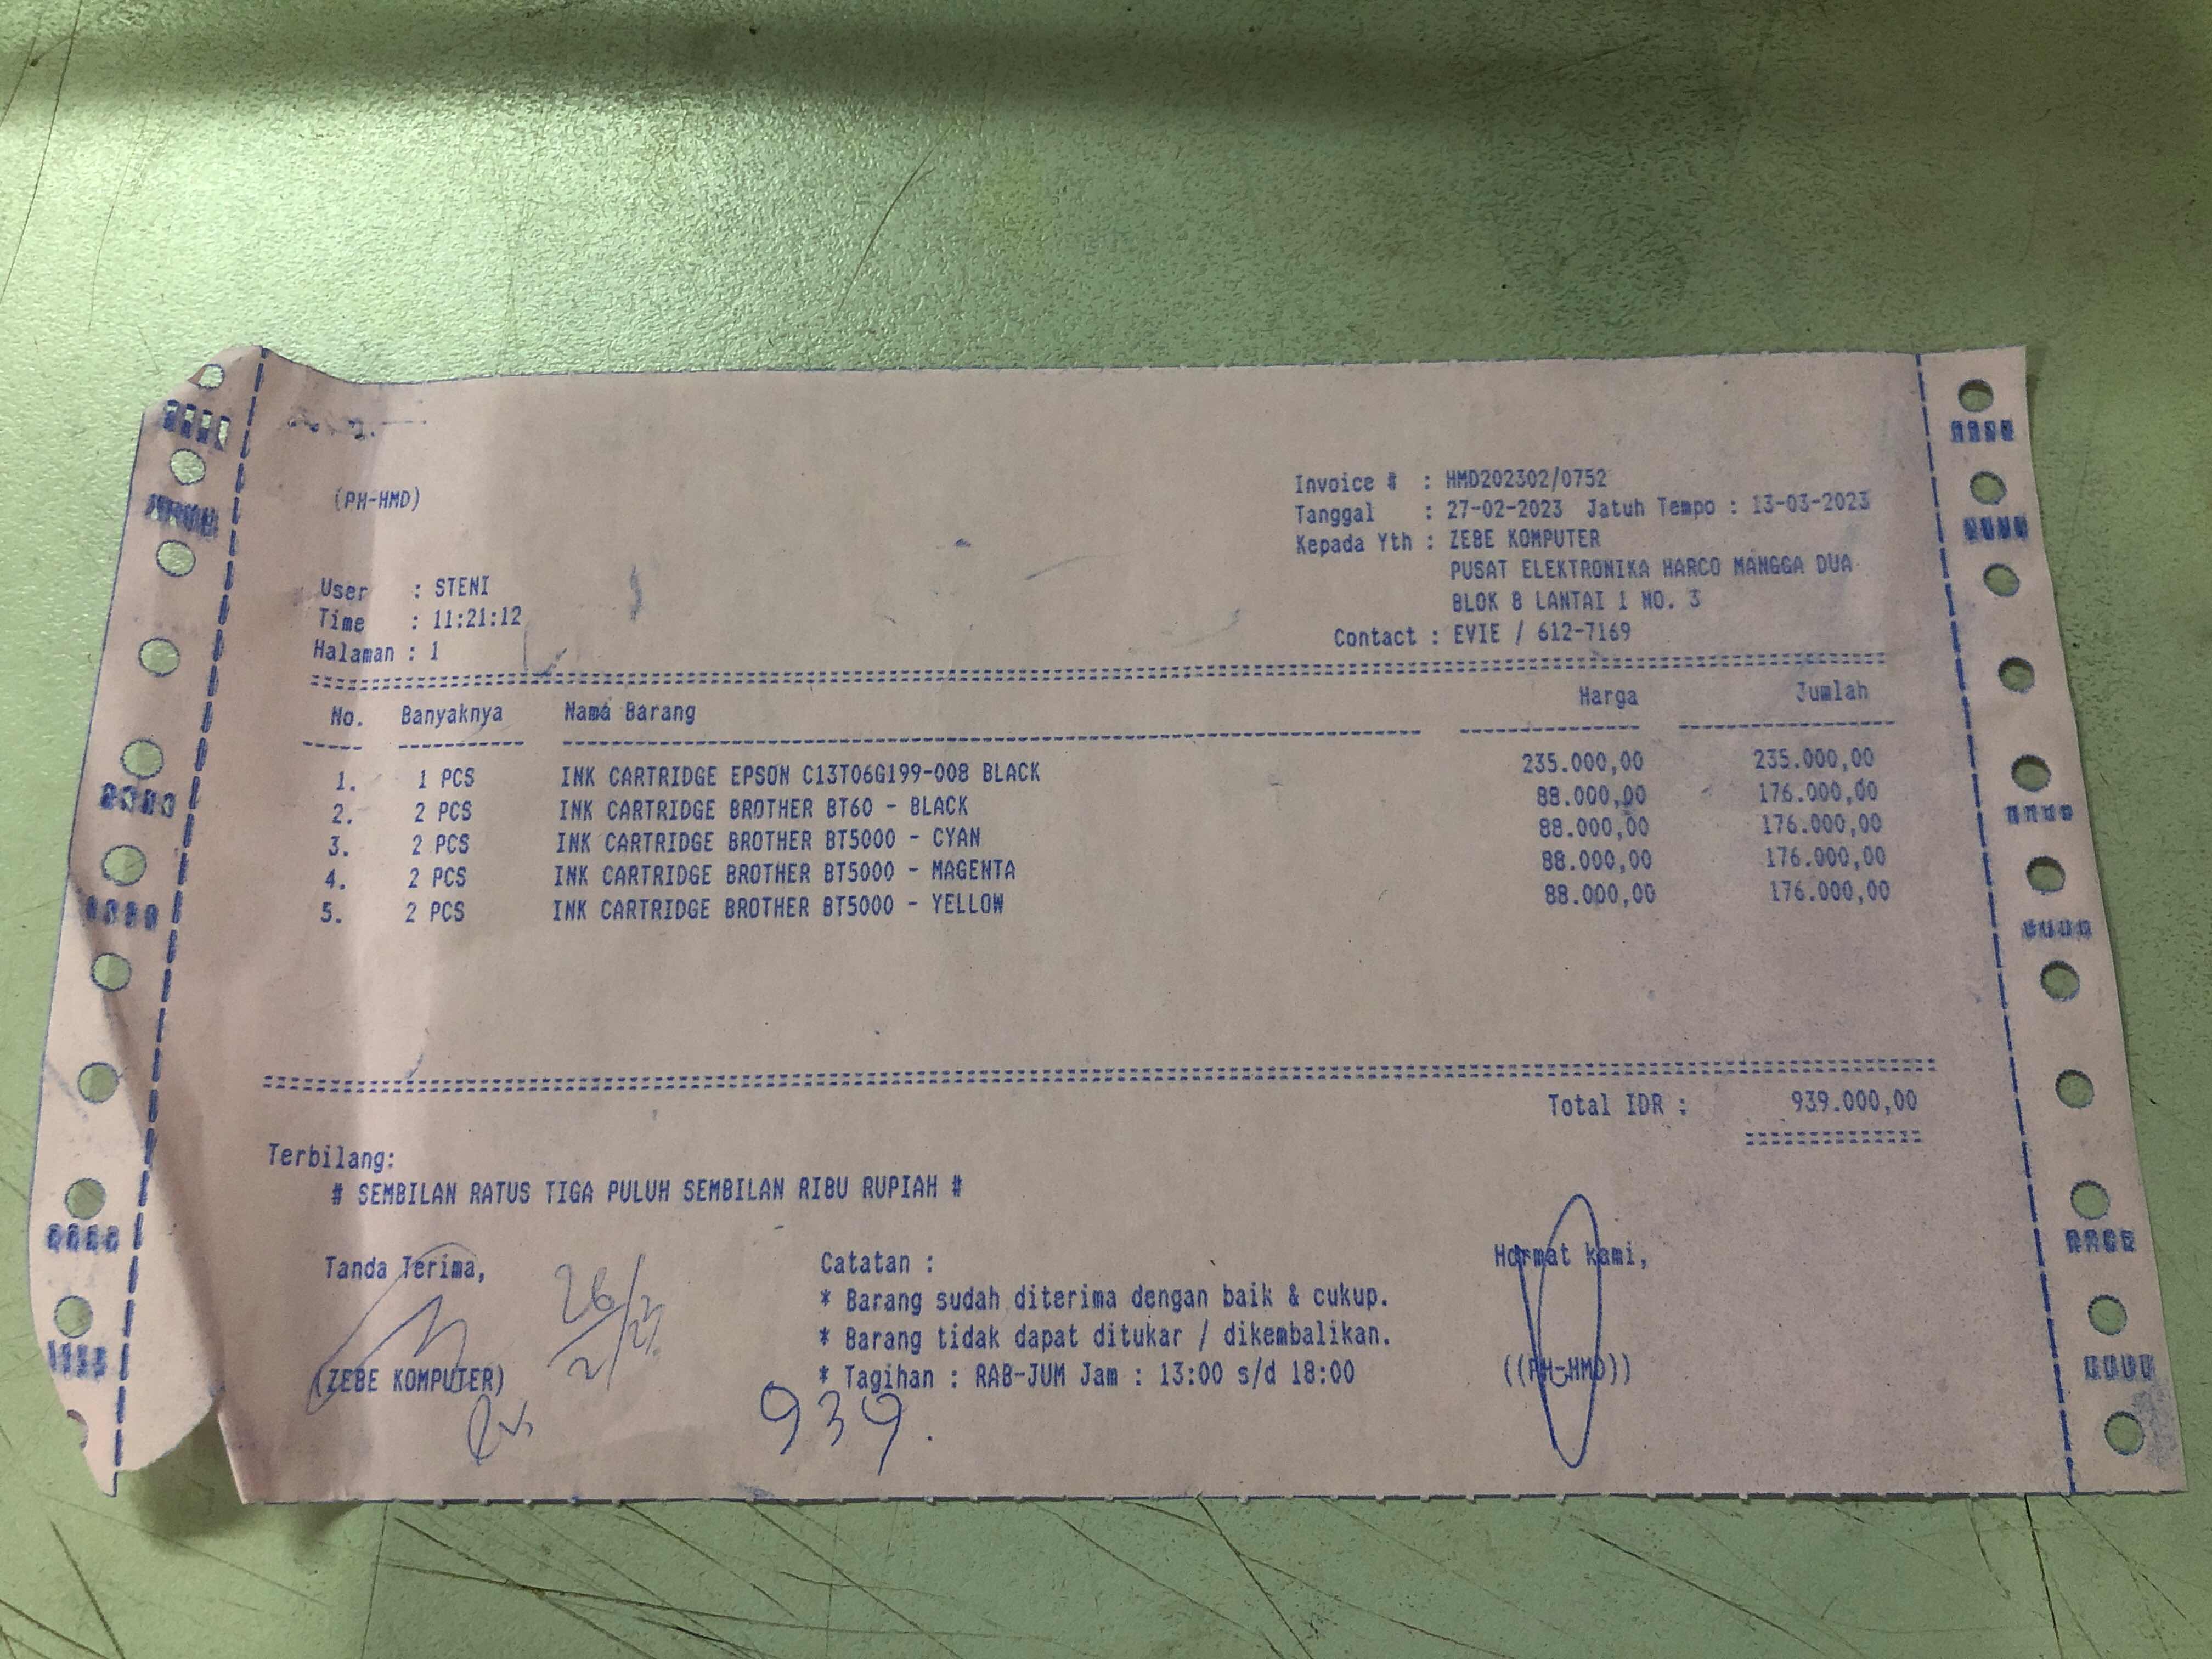 (PH-HMD)
Invoice # : HMD202302/0752
Tanggal : 27-02-2023 Jatuh Tempo : 13-03-2023
Kepada Yth : ZEBE KOMPUTER
PUSAT ELEKTRONIKA HARCO MANGGA DUA
BLOK B LANTAI 1 NO. 3
Contact : EVIE / 612-7169
User : STENI
Time : 11:21:12
Halaman : 1
No. Banyaknya Nama Barang Harga Jumlah
1. 1 PCS INK CARTRIDGE EPSON C13T06G199-008 BLACK 235.000,00 235.000,00
2. 2 PCS INK CARTRIDGE BROTHER BT60 - BLACK 88.000,00 176.000,00
3. 2 PCS INK CARTRIDGE BROTHER BT5000 - CYAN 88.000,00 176.000,00
4. 2 PCS INK CARTRIDGE BROTHER BT5000 - MAGENTA 88.000,00 176.000,00
5. 2 PCS INK CARTRIDGE BROTHER BT5000 - YELLOW 88.000,00 176.000,00
Total IDR : 939.000,00
Terbilang:
# SEMBILAN RATUS TIGA PULUH SEMBILAN RIBU RUPIAH #
Tanda Terima,
(ZEBE KOMPUTER)
Catatan :
* Barang sudah diterima dengan baik & cukup.
* Barang tidak dapat ditukar / dikembalikan.
* Tagihan : RAB-JUM Jam : 13:00 s/d 18:00
939.
Hormat kami,
((PH-HMD))